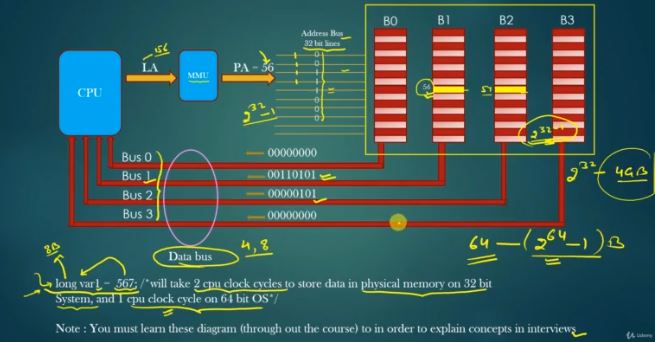 Address Bus
32 bit lines
B0 B1 B2 B3
156
LA
MMU
PA = 56
CPU
1
1
1
0
0
0
2^32-1
56
57
2^32
2^32 - 4GB
Bus 0 00000000
Bus 1 00110101
Bus 2 00000101
Bus 3 00000000
Data bus
4, 8
64 - (2^64-1) B
8B
long var1 = 567; /*will take 2 cpu clock cycles to store data in physical memory on 32 bit
System, and 1 cpu clock cycle on 64 bit OS*/
Note : You must learn these diagram (through out the course) to in order to explain concepts in interviews
Udemy